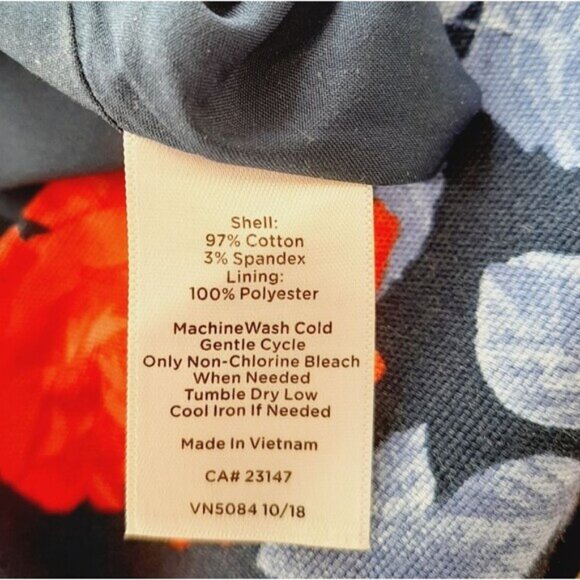 Shell:
97% Cotton
3% Spandex
Lining:
100% Polyester
MachineWash Cold
Gentle Cycle
Only Non-Chlorine Bleach
When Needed
Tumble Dry Low
Cool Iron If Needed
Made In Vietnam
CA# 23147
VN5084 10/18